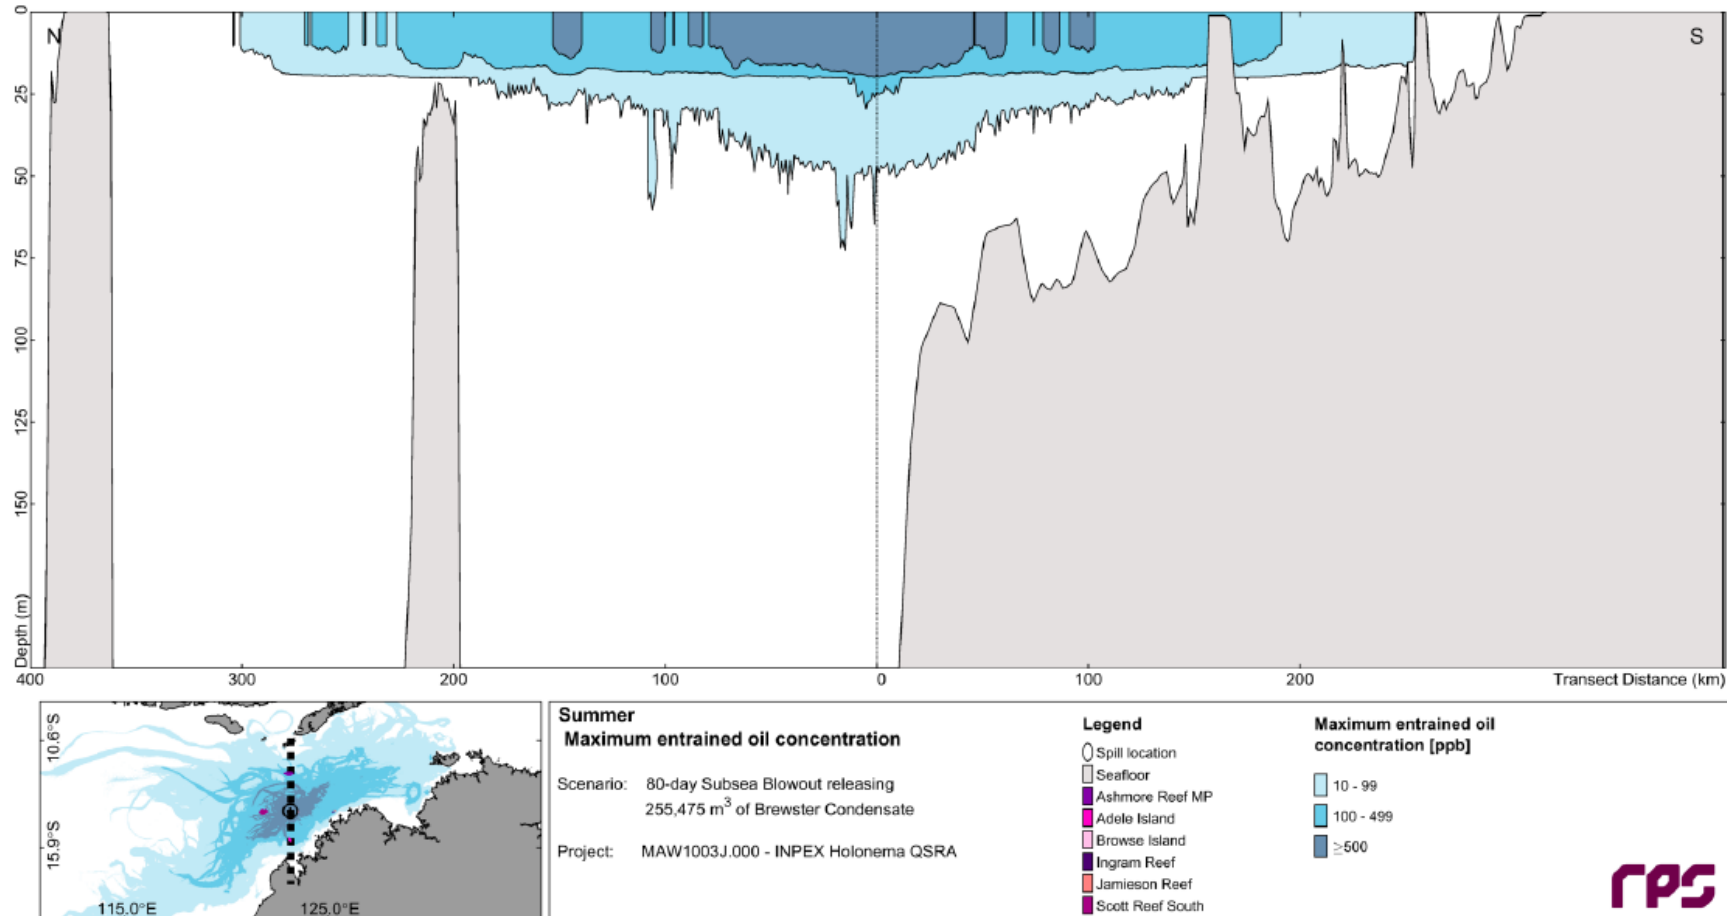 0
25
50
75
100
125
150
Depth (m)
N
S
400
300
200
100
0
100
200
Transect Distance (km)
10.6°S
15.9°S
115.0°E
125.0°E
Summer
Maximum entrained oil concentration
Scenario: 80-day Subsea Blowout releasing
255,475 m³ of Brewster Condensate
Project: MAW1003J.000 - INPEX Holonema QSRA
Legend
Spill location
Seafloor
Ashmore Reef MP
Adele Island
Browse Island
Ingram Reef
Jamieson Reef
Scott Reef South
Maximum entrained oil
concentration [ppb]
10 - 99
100 - 499
≥500
rps